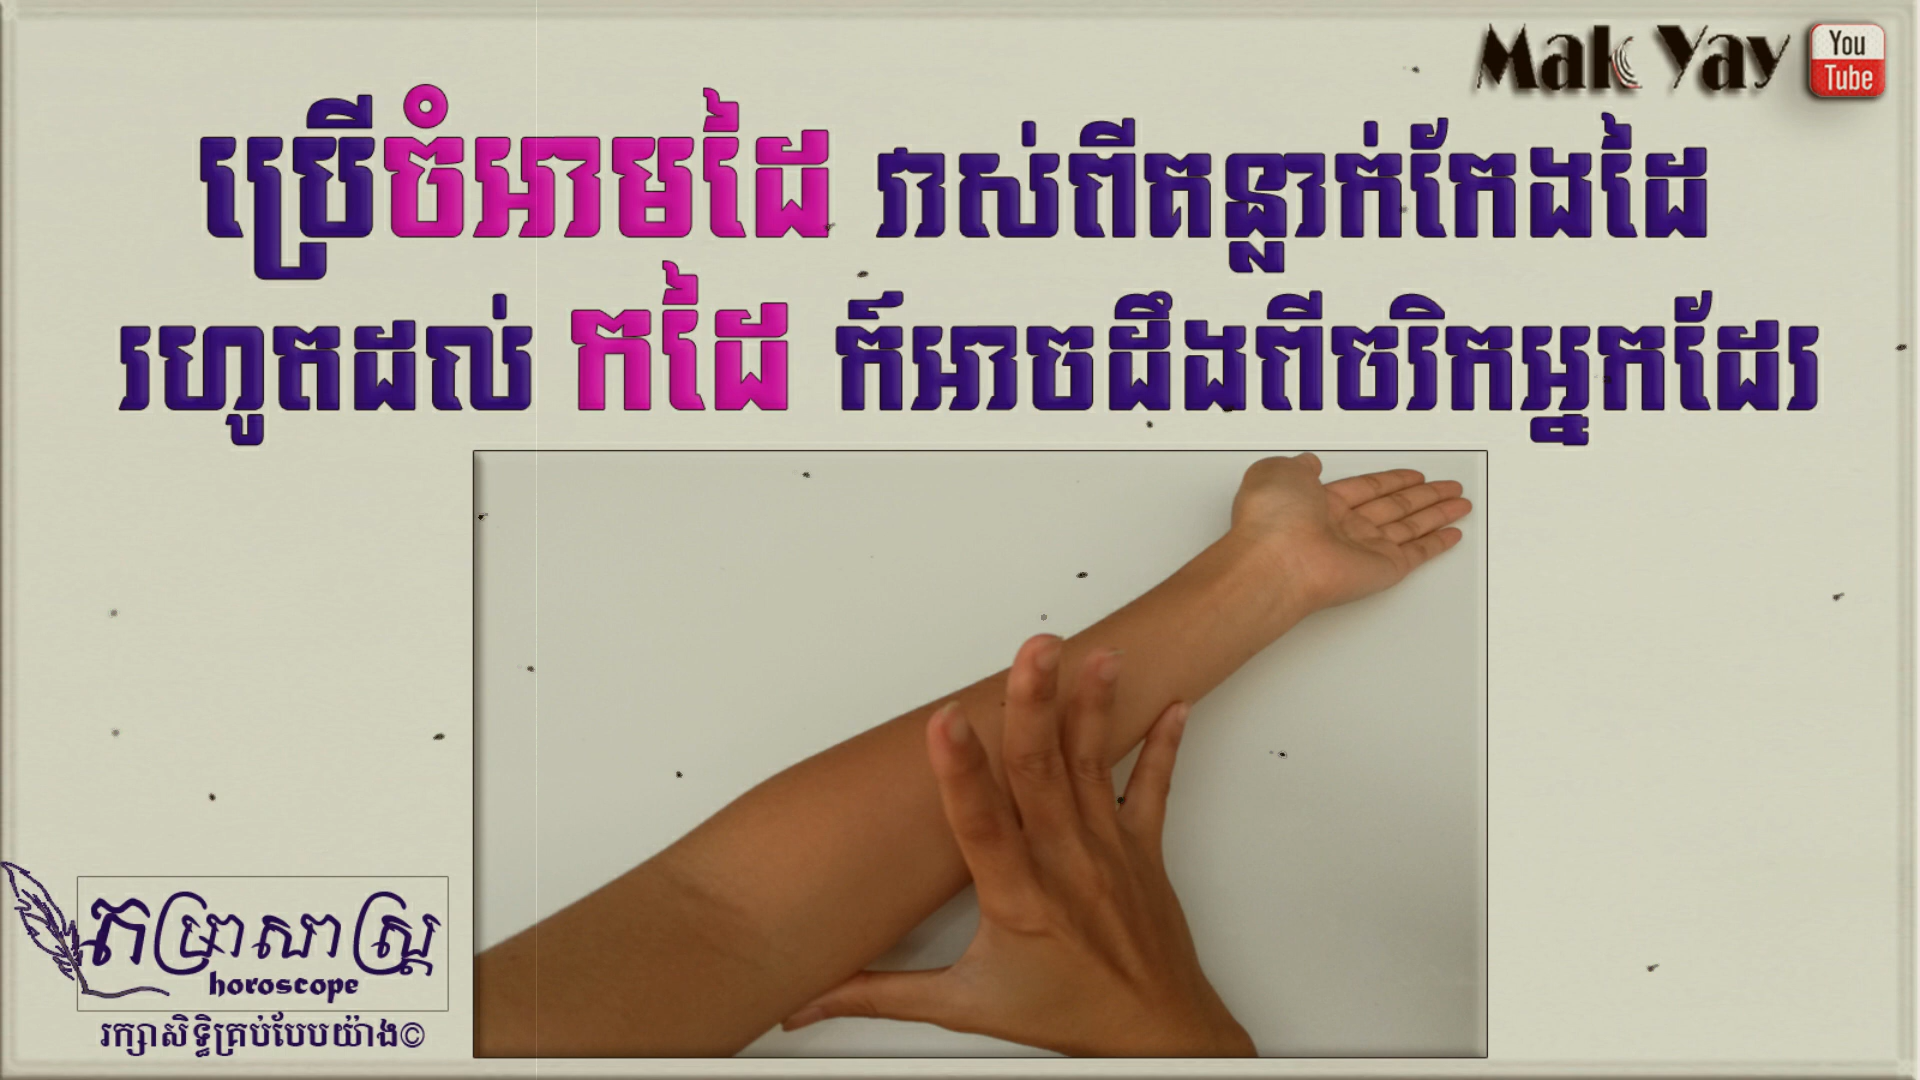 Mak Yay
You
Tube
ប្រើចំអាមដៃ វាស់ពីគន្លាក់កែងដៃ
រហូតដល់ កដៃ ក៍អាចដឹងពីចរិកអ្នកដែរ
តម្រាសាស្ត្រ
horoscope
រក្សាសិទ្ធិគ្រប់បែបយ៉ាង©